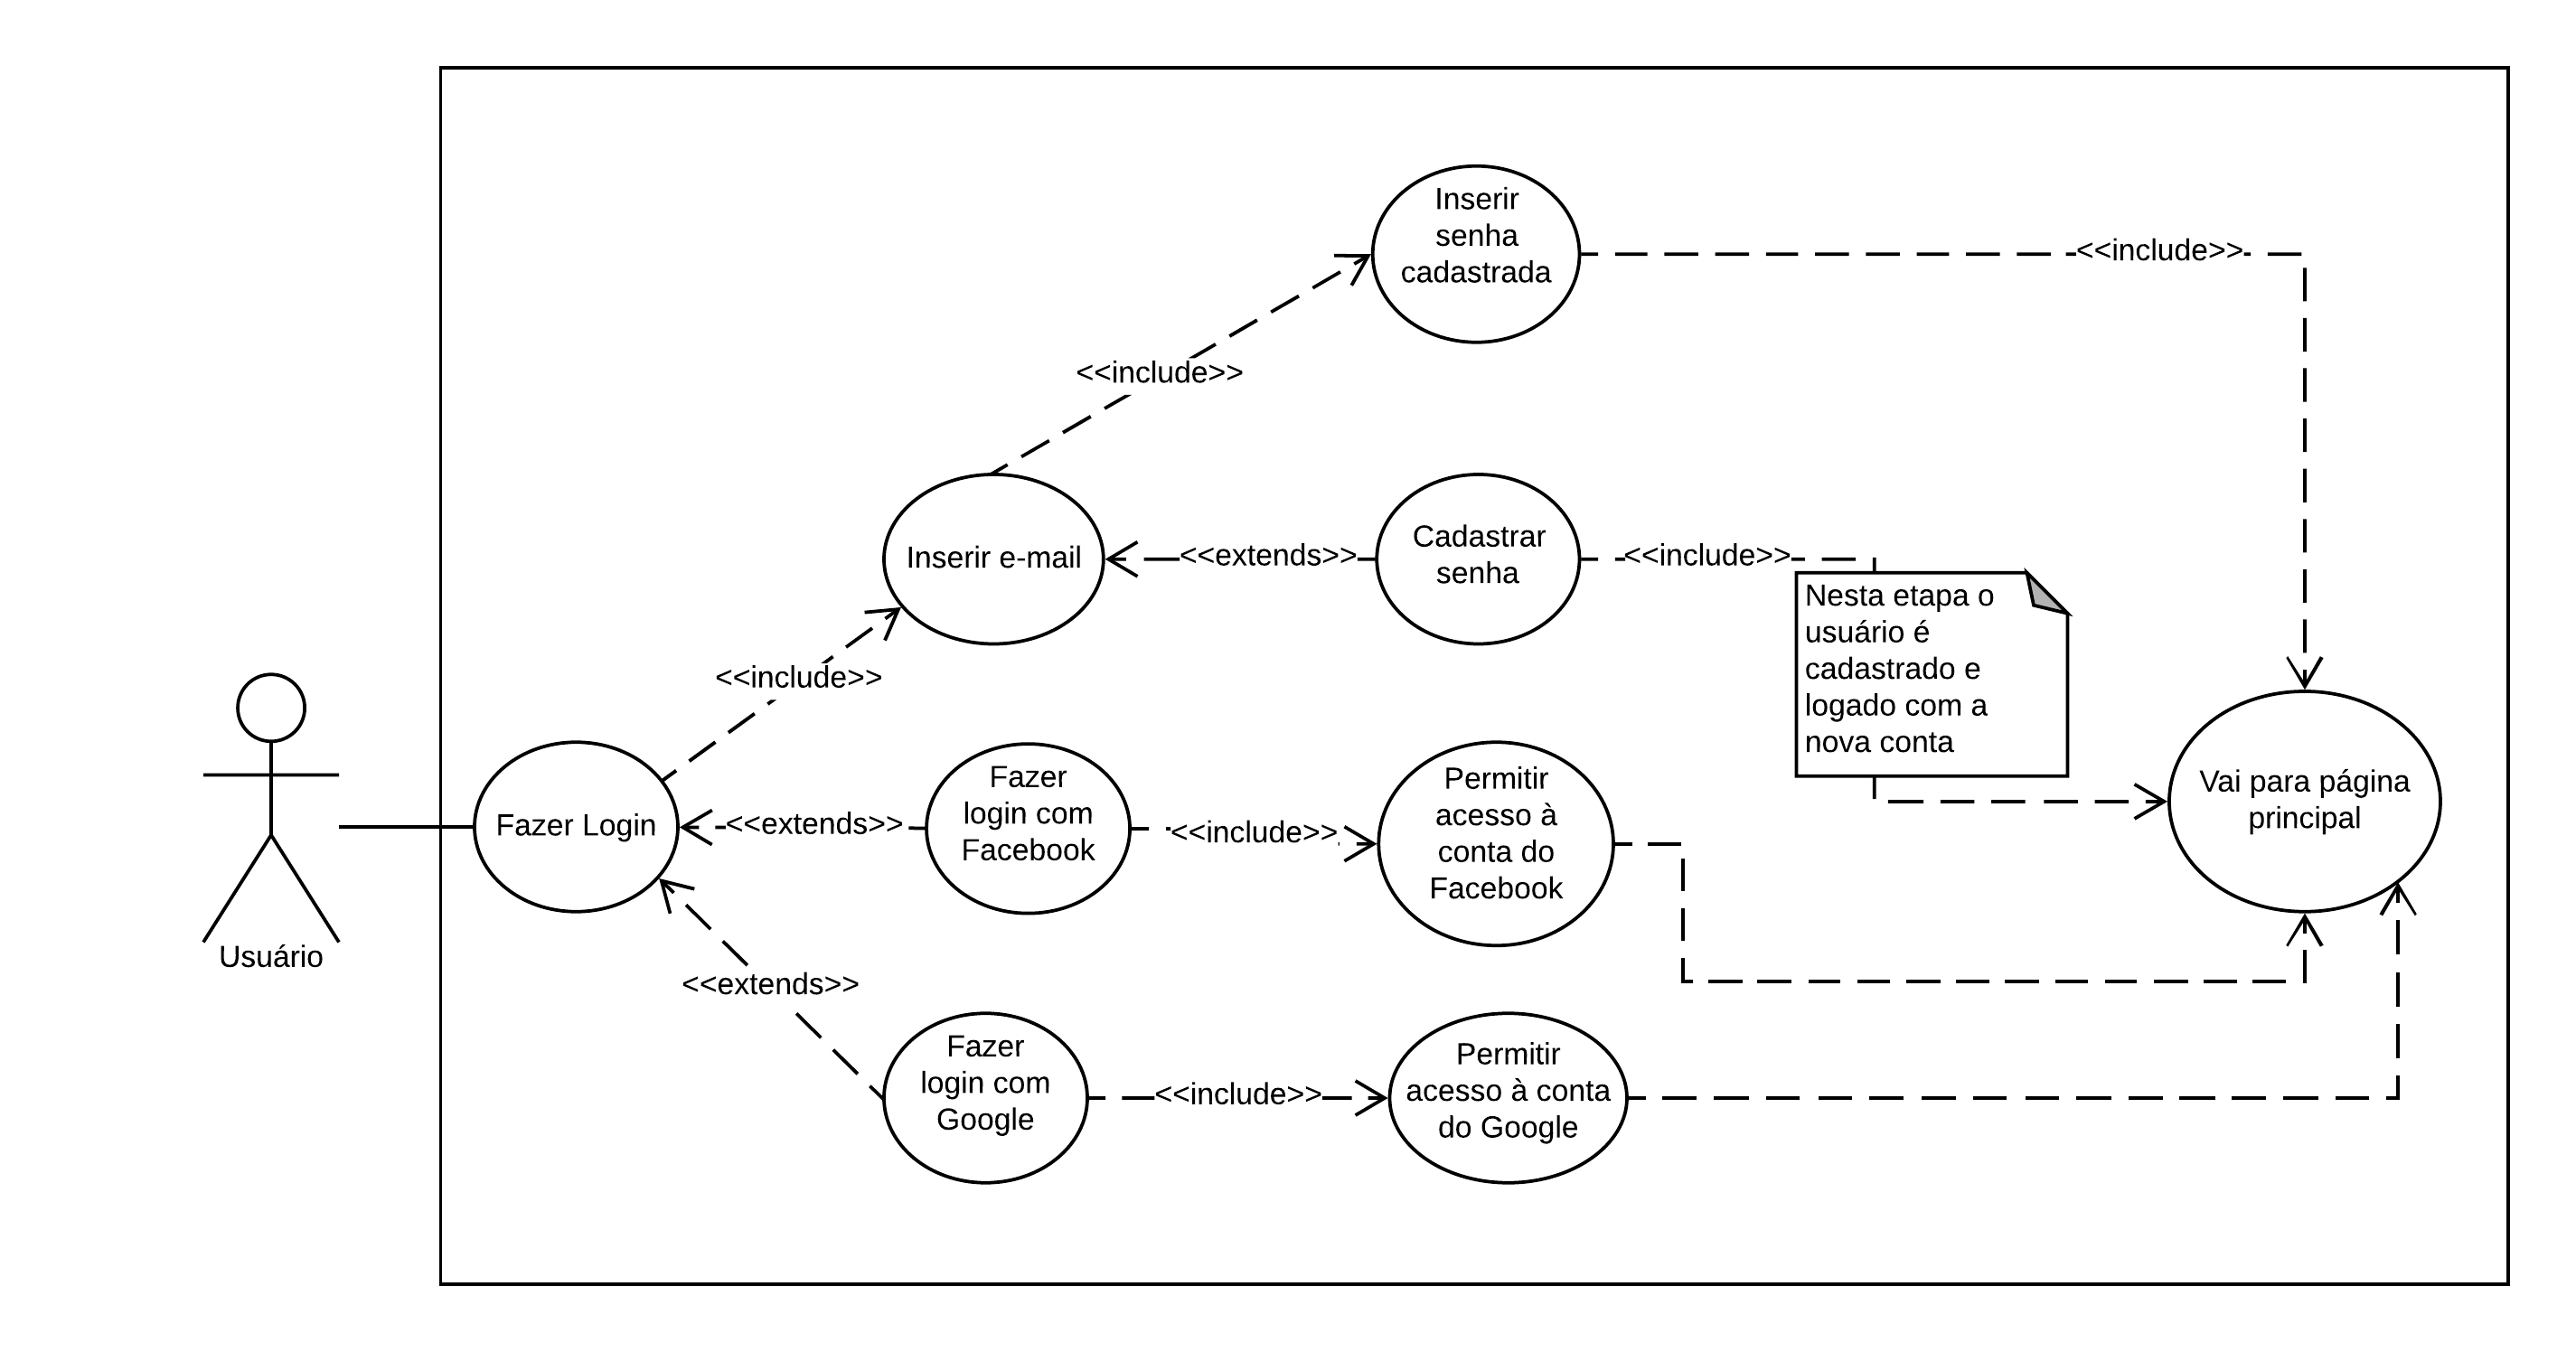 Inserir
senha
cadastrada
<<include>>
<<include>>
Inserir e-mail
<<extends>>
Cadastrar
senha
<<include>>
Nesta etapa o
usuário é
cadastrado e
logado com a
nova conta
<<include>>
Usuário
Fazer Login
<<extends>>
Fazer
login com
Facebook
<<include>>
Permitir
acesso à
conta do
Facebook
Vai para página
principal
<<extends>>
Fazer
login com
Google
<<include>>
Permitir
acesso à conta
do Google